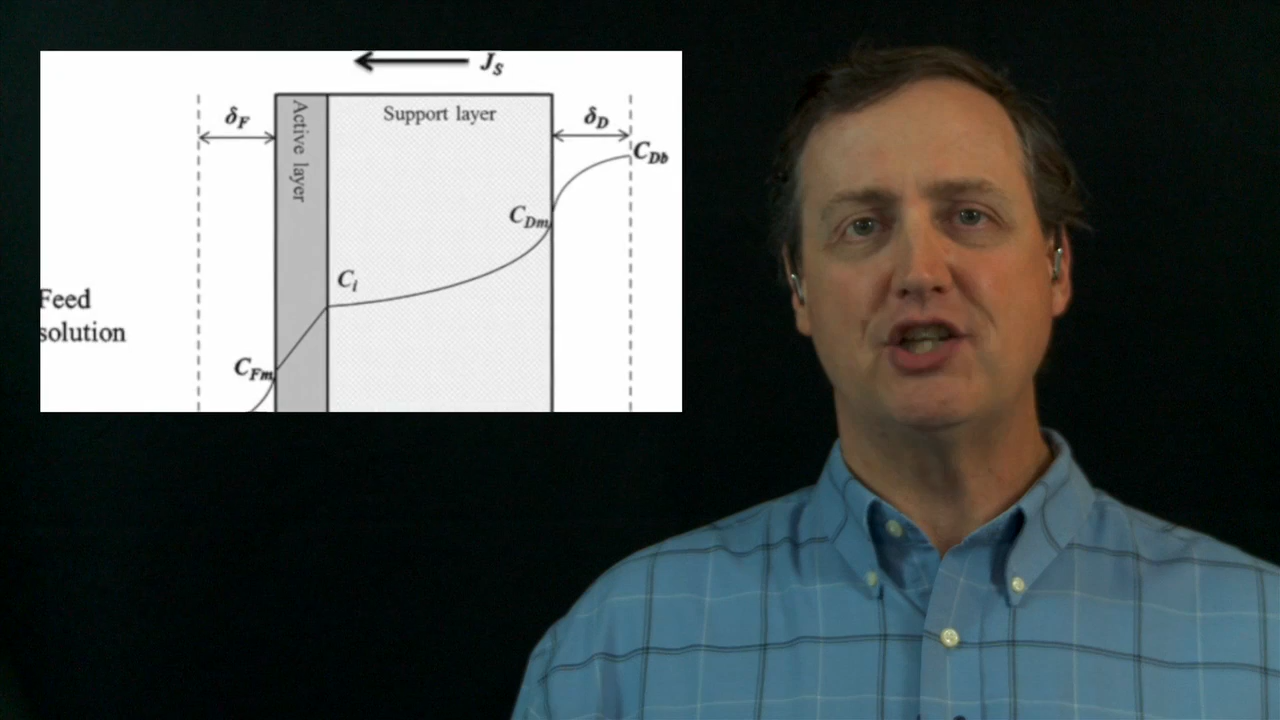 J_S
δ_F
Active layer
Support layer
δ_D
C_Db
C_Dm
C_i
Feed
solution
C_Fm